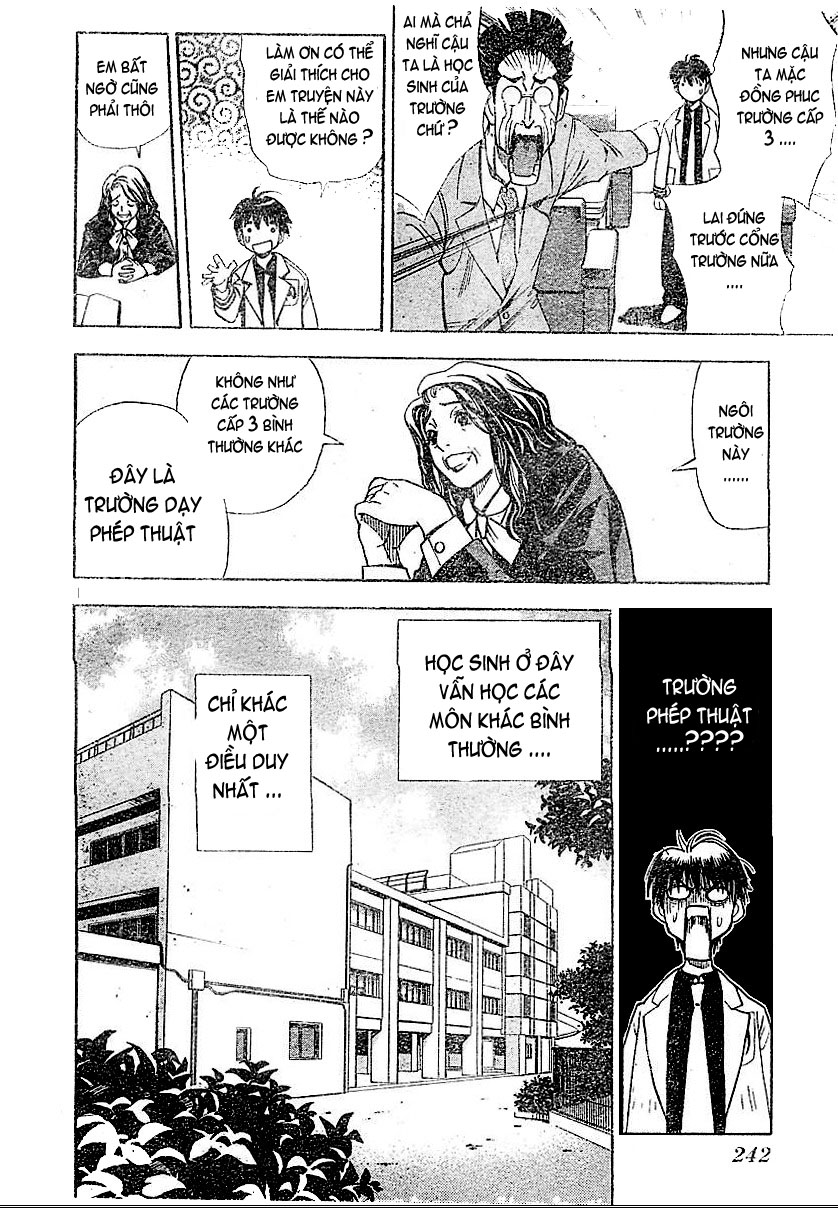 NHƯNG CẬU
TA MẶC
ĐỒNG PHỤC
TRƯỜNG CẤP
3 ....
LẠI ĐỨNG
TRƯỚC CỔNG
TRƯỜNG NỮA
....
AI MÀ CHẢ
NGHĨ CẬU
TA LÀ HỌC
SINH CỦA
TRƯỜNG
CHỨ ?
LÀM ƠN CÓ THỂ
GIẢI THÍCH CHO
EM TRUYỆN NÀY
LÀ THẾ NÀO
ĐƯỢC KHÔNG ?
EM BẤT
NGỜ CŨNG
PHẢI THÔI
NGÔI
TRƯỜNG
NÀY
......
KHÔNG NHƯ
CÁC TRƯỜNG
CẤP 3 BÌNH
THƯỜNG KHÁC
ĐÂY LÀ
TRƯỜNG DẠY
PHÉP THUẬT
TRƯỜNG
PHÉP THUẬT
.....????
HỌC SINH Ở ĐÂY
VẪN HỌC CÁC
MÔN KHÁC BÌNH
THƯỜNG ....
CHỈ KHÁC
MỘT
ĐIỀU DUY
NHẤT ...
242